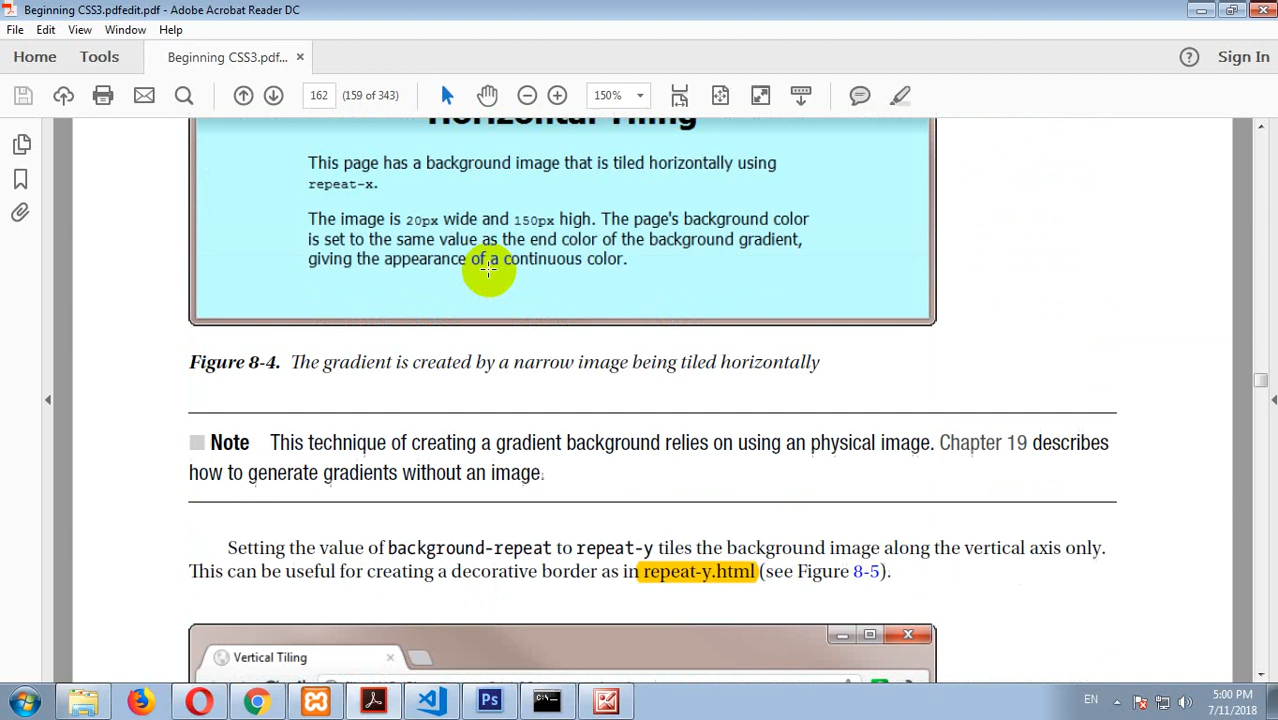 Beginning CSS3.pdfedit.pdf - Adobe Acrobat Reader DC
File Edit View Window Help
Home Tools Beginning CSS3.pdf... × Sign In
162 (159 of 343) 150%
Horizontal Tiling
This page has a background image that is tiled horizontally using
repeat-x.
The image is 20px wide and 150px high. The page's background color
is set to the same value as the end color of the background gradient,
giving the appearance of a continuous color.
Figure 8-4. The gradient is created by a narrow image being tiled horizontally
Note This technique of creating a gradient background relies on using an physical image. Chapter 19 describes
how to generate gradients without an image.
Setting the value of background-repeat to repeat-y tiles the background image along the vertical axis only.
This can be useful for creating a decorative border as in repeat-y.html (see Figure 8-5).
Vertical Tiling
EN 5:00 PM
7/11/2018